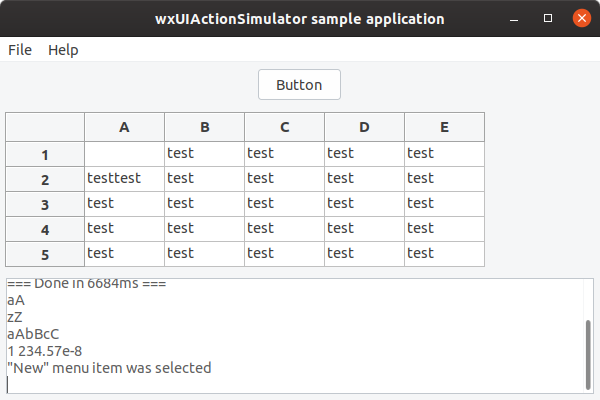 wxUIActionSimulator sample application
File Help
Button
A B C D E
1 test test test test
2 testtest test test test test
3 test test test test test
4 test test test test test
5 test test test test test
=== Done in 6684ms ===
aA
zZ
aAbBcC
1 234.57e-8
"New" menu item was selected